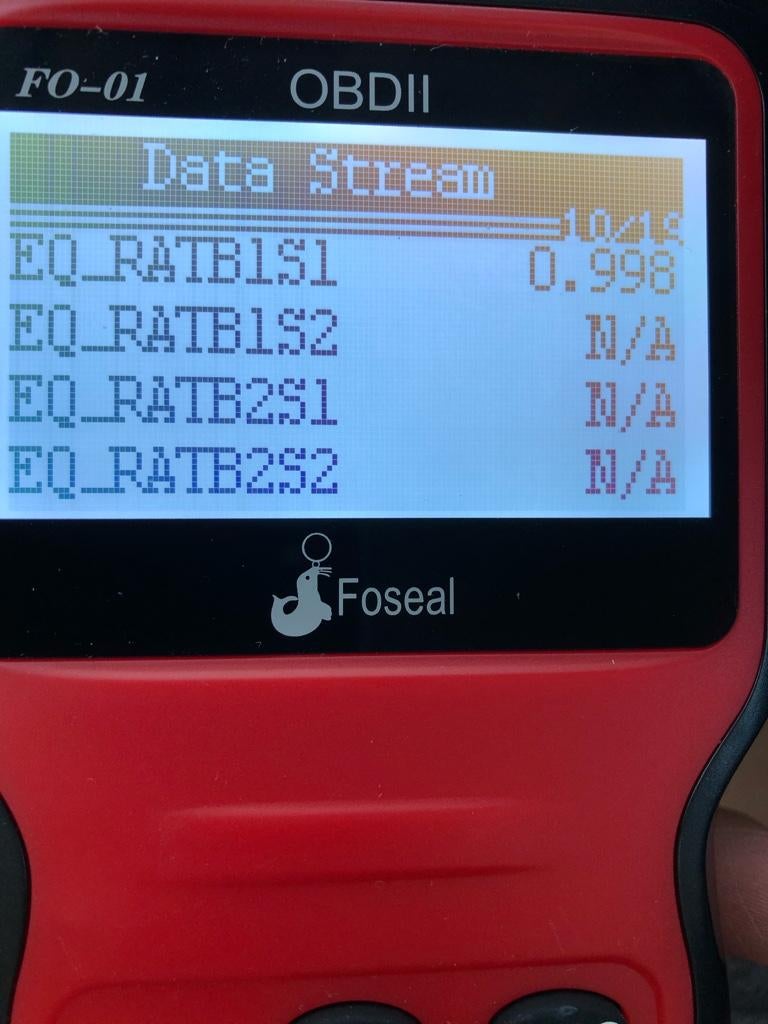 FO-01 OBDII
Data Stream
EQ_RATB1S1 0.998
EQ_RATB1S2 N/A
EQ_RATB2S1 N/A
EQ_RATB2S2 N/A
Foseal